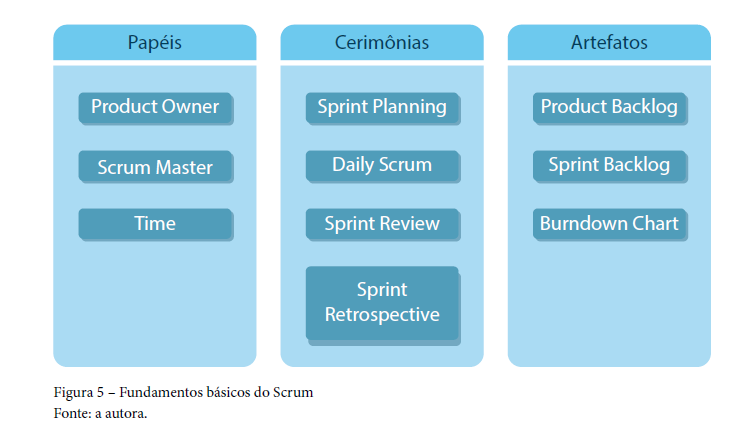 Papéis
Product Owner
Scrum Master
Time
Cerimônias
Sprint Planning
Daily Scrum
Sprint Review
Sprint
Retrospective
Artefatos
Product Backlog
Sprint Backlog
Burndown Chart
Figura 5 – Fundamentos básicos do Scrum
Fonte: a autora.